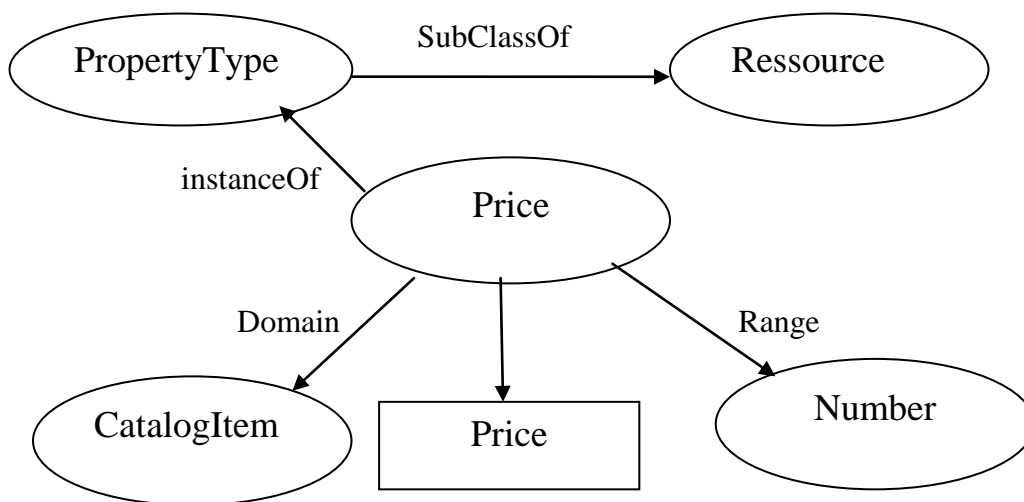 SubClassOf
PropertyType
Ressource
instanceOf
Price
Domain
Range
CatalogItem
Price
Number